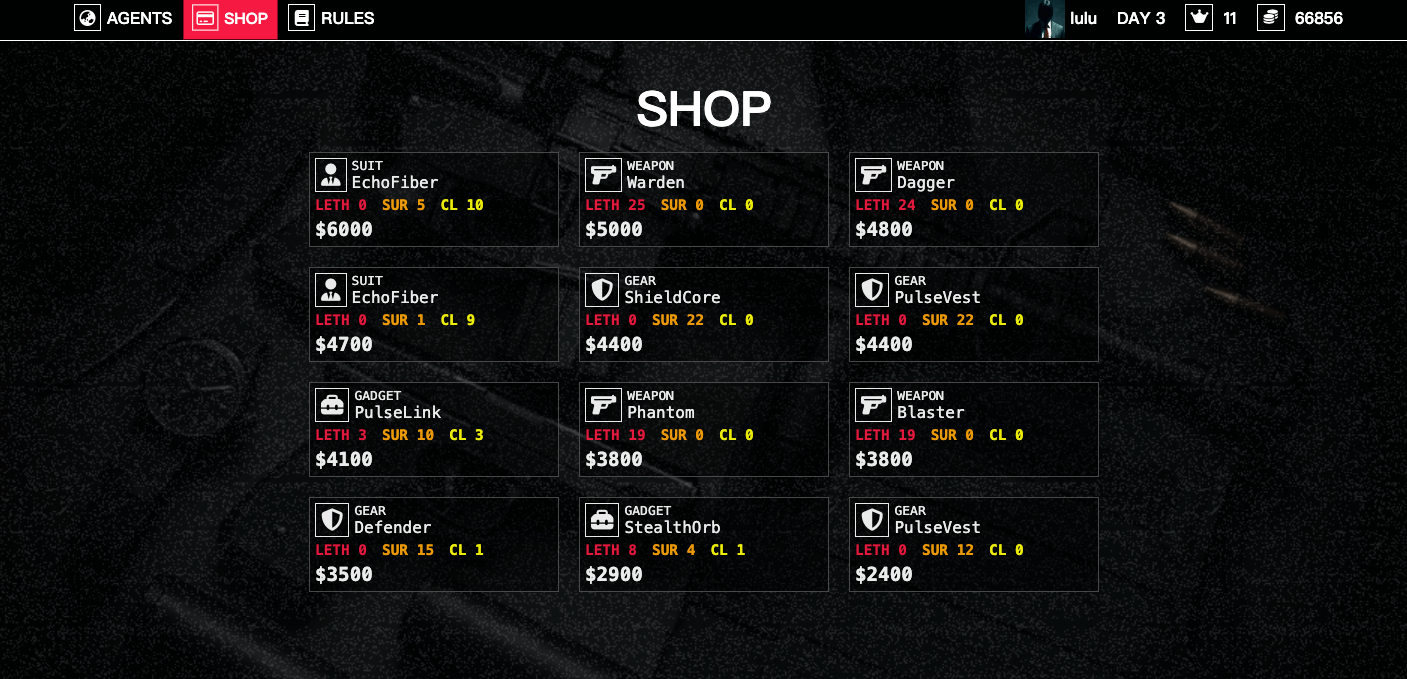 AGENTS SHOP RULES lulu DAY 3 11 66856
SHOP
SUIT
EchoFiber
LETH 0 SUR 5 CL 10
$6000
WEAPON
Warden
LETH 25 SUR 0 CL 0
$5000
WEAPON
Dagger
LETH 24 SUR 0 CL 0
$4800
SUIT
EchoFiber
LETH 0 SUR 1 CL 9
$4700
GEAR
ShieldCore
LETH 0 SUR 22 CL 0
$4400
GEAR
PulseVest
LETH 0 SUR 22 CL 0
$4400
GADGET
PulseLink
LETH 3 SUR 10 CL 3
$4100
WEAPON
Phantom
LETH 19 SUR 0 CL 0
$3800
WEAPON
Blaster
LETH 19 SUR 0 CL 0
$3800
GEAR
Defender
LETH 0 SUR 15 CL 1
$3500
GADGET
StealthOrb
LETH 8 SUR 4 CL 1
$2900
GEAR
PulseVest
LETH 0 SUR 12 CL 0
$2400